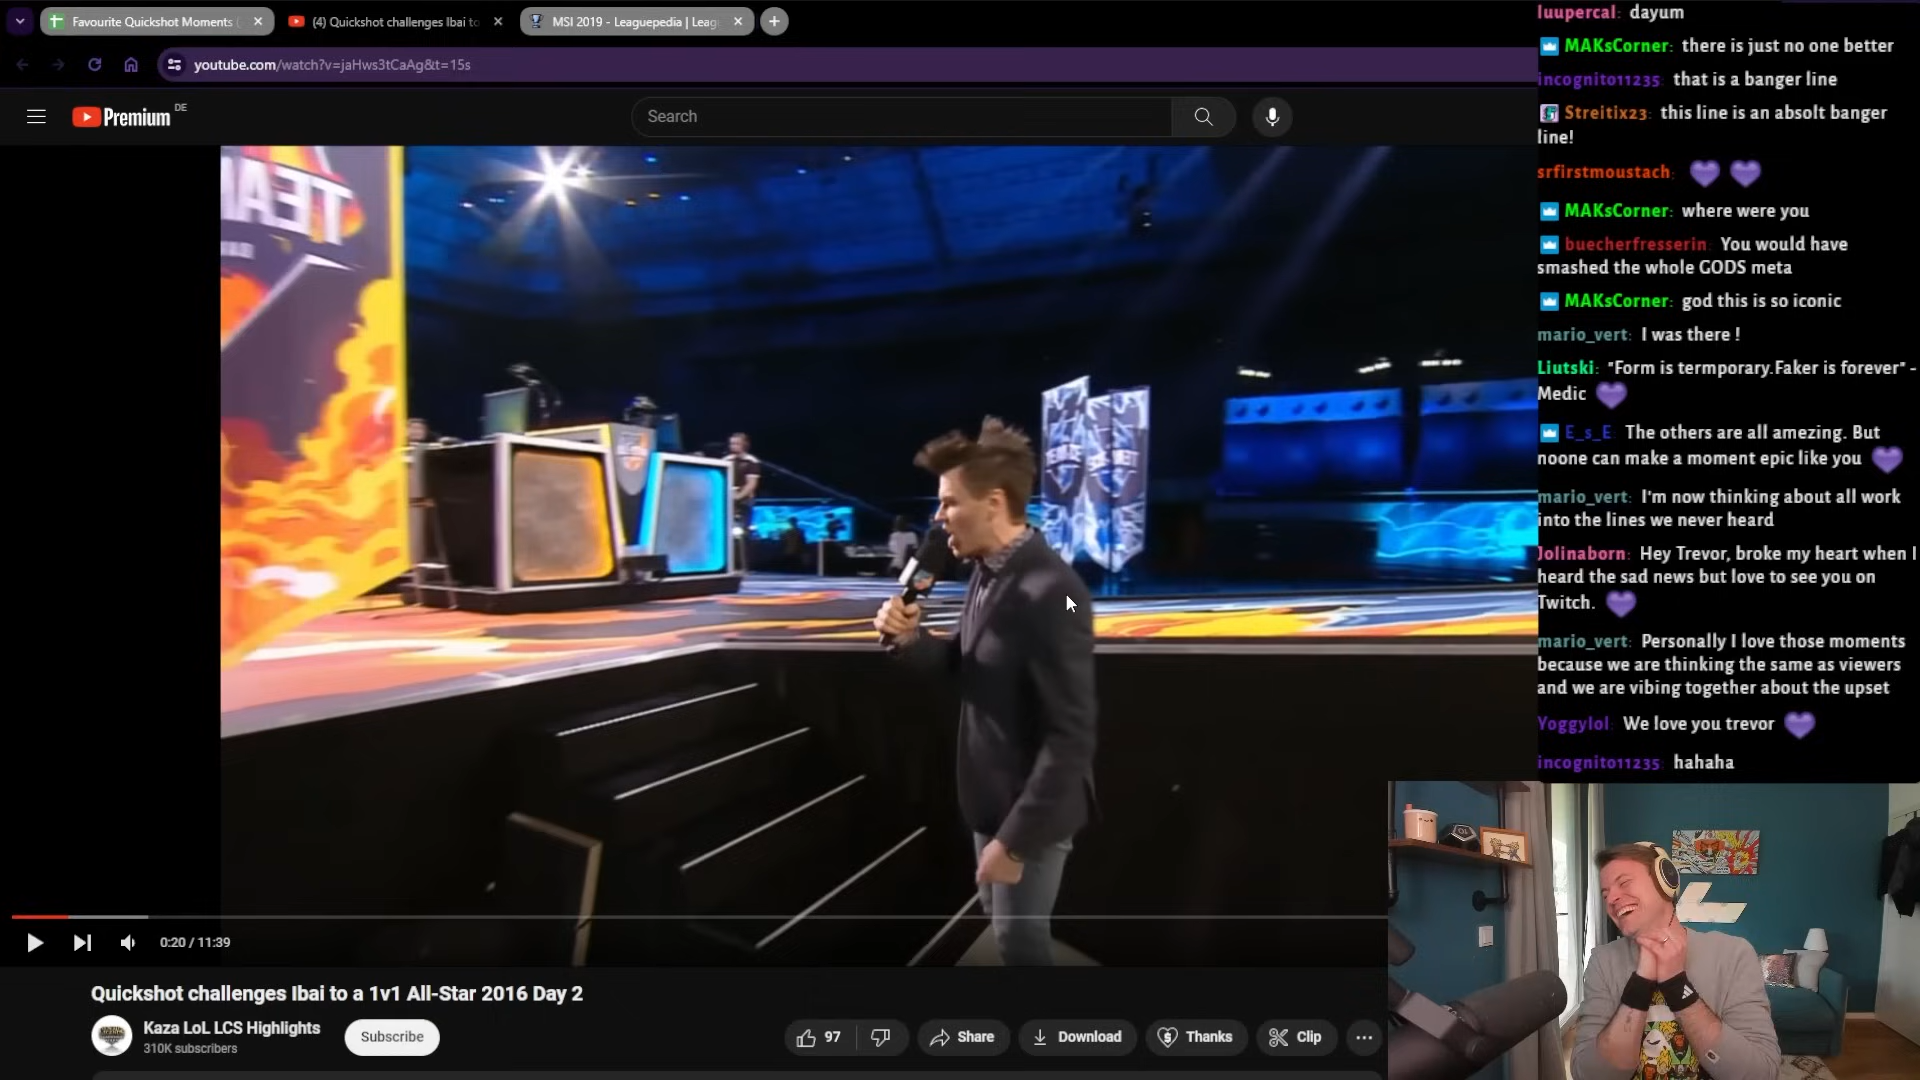 Favourite Quickshot Moments
(4) Quickshot challenges Ibai to
MSI 2019 - Leaguepedia | Leag
youtube.com/watch?v=jaHws3tCaAg&t=15s
Premium
DE
Search
TEAM
Quickshot challenges Ibai to a 1v1 All-Star 2016 Day 2
0:20 / 11:39
Kaza LoL LCS Highlights
310K subscribers
Subscribe
97
Share
Download
Thanks
Clip
luupercal: dayum
MAKsCorner: there is just no one better
incognito11235: that is a banger line
Streitix23: this line is an absolt banger
line!
srfirstmoustach:
MAKsCorner: where were you
buecherfresserin: You would have
smashed the whole GODS meta
MAKsCorner: god this is so iconic
mario_vert: I was there !
Liutski: "Form is termporary.Faker is forever" -
Medic
E_s_E: The others are all amezing. But
noone can make a moment epic like you
mario_vert: I'm now thinking about all work
into the lines we never heard
Jolinaborn: Hey Trevor, broke my heart when I
heard the sad news but love to see you on
Twitch.
mario_vert: Personally I love those moments
because we are thinking the same as viewers
and we are vibing together about the upset
Yoggylol: We love you trevor
incognito11235: hahaha